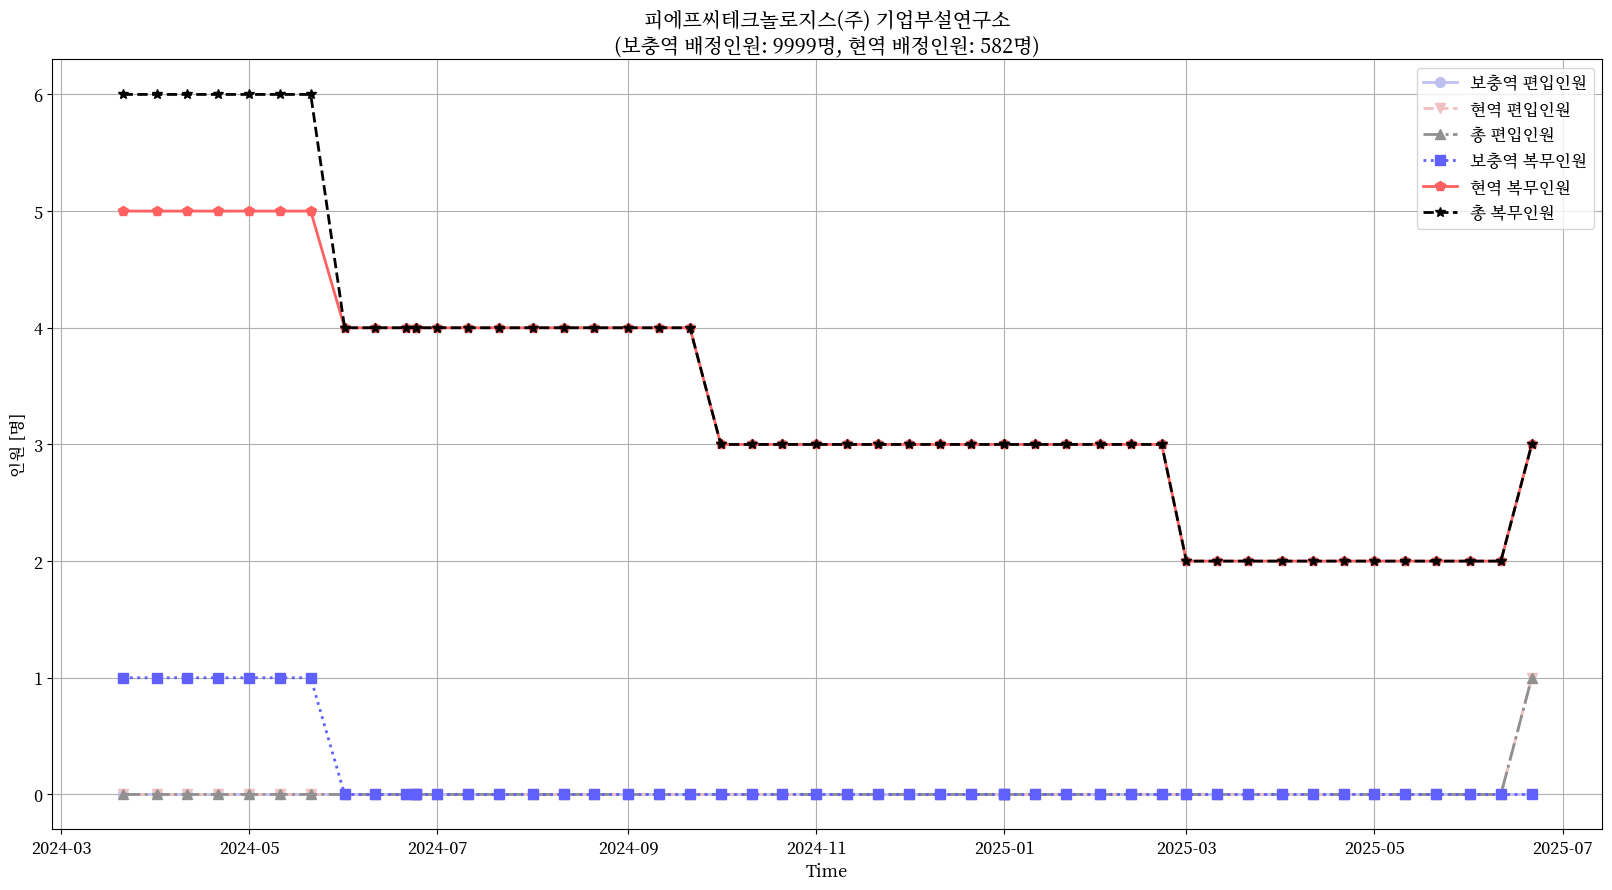 피에프씨테크놀로지스(주) 기업부설연구소
(보충역 배정인원: 9999명, 현역 배정인원: 582명)
보충역 편입인원
현역 편입인원
총 편입인원
보충역 복무인원
현역 복무인원
총 복무인원
인원 [명]
6
5
4
3
2
1
0
2024-03
2024-05
2024-07
2024-09
2024-11
2025-01
2025-03
2025-05
2025-07
Time